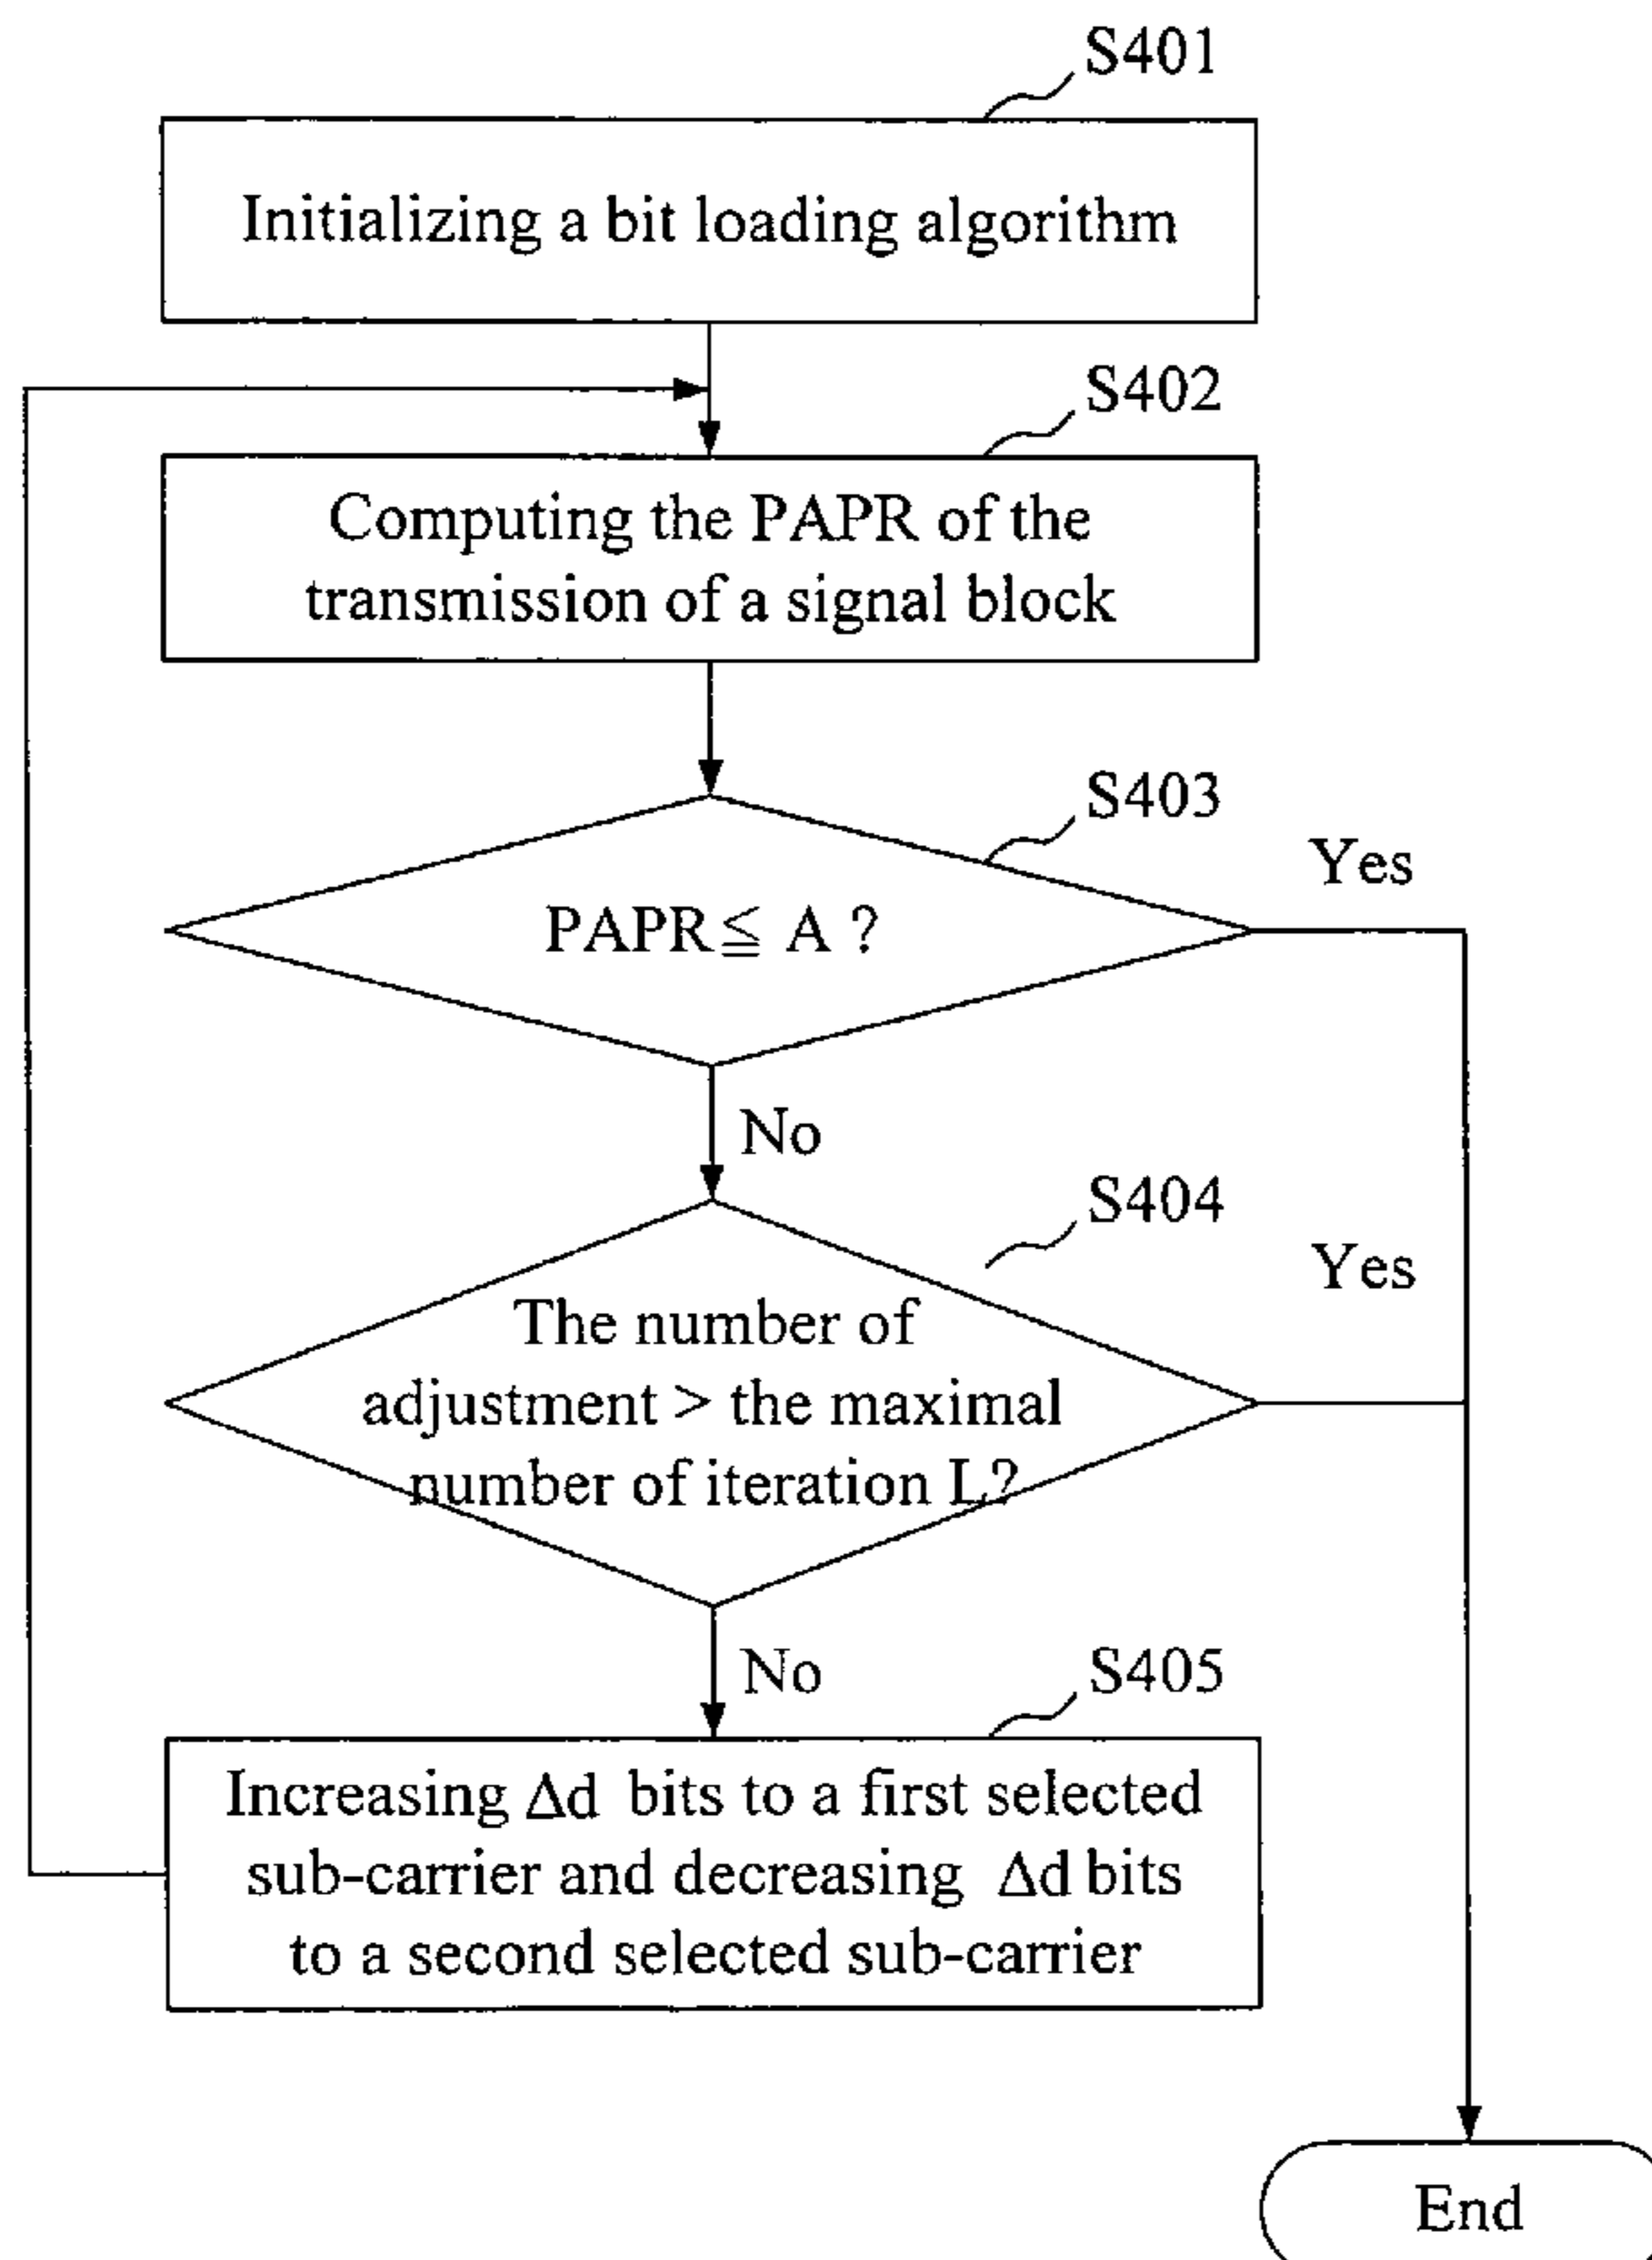 S401
Initializing a bit loading algorithm
S402
Computing the PAPR of the
transmission of a signal block
S403
Yes
PAPR≦ A ?
No
S404
Yes
The number of
adjustment > the maximal
number of iteration L?
No
S405
Increasing Δd bits to a first selected
sub-carrier and decreasing Δd bits
to a second selected sub-carrier
End